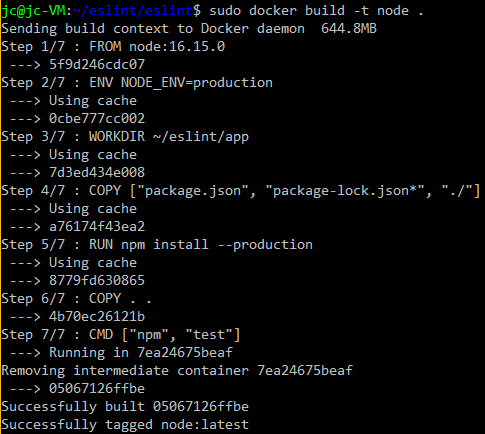 jc@jc-VM:~/eslint/eslint$ sudo docker build -t node .
Sending build context to Docker daemon  644.8MB
Step 1/7 : FROM node:16.15.0
 ---> 5f9d246cdc07
Step 2/7 : ENV NODE_ENV=production
 ---> Using cache
 ---> 0cbe777cc002
Step 3/7 : WORKDIR ~/eslint/app
 ---> Using cache
 ---> 7d3ed434e008
Step 4/7 : COPY ["package.json", "package-lock.json*", "./"]
 ---> Using cache
 ---> a76174f43ea2
Step 5/7 : RUN npm install --production
 ---> Using cache
 ---> 8779fd630865
Step 6/7 : COPY . .
 ---> 4b70ec26121b
Step 7/7 : CMD ["npm", "test"]
 ---> Running in 7ea24675beaf
Removing intermediate container 7ea24675beaf
 ---> 05067126ffbe
Successfully built 05067126ffbe
Successfully tagged node:latest